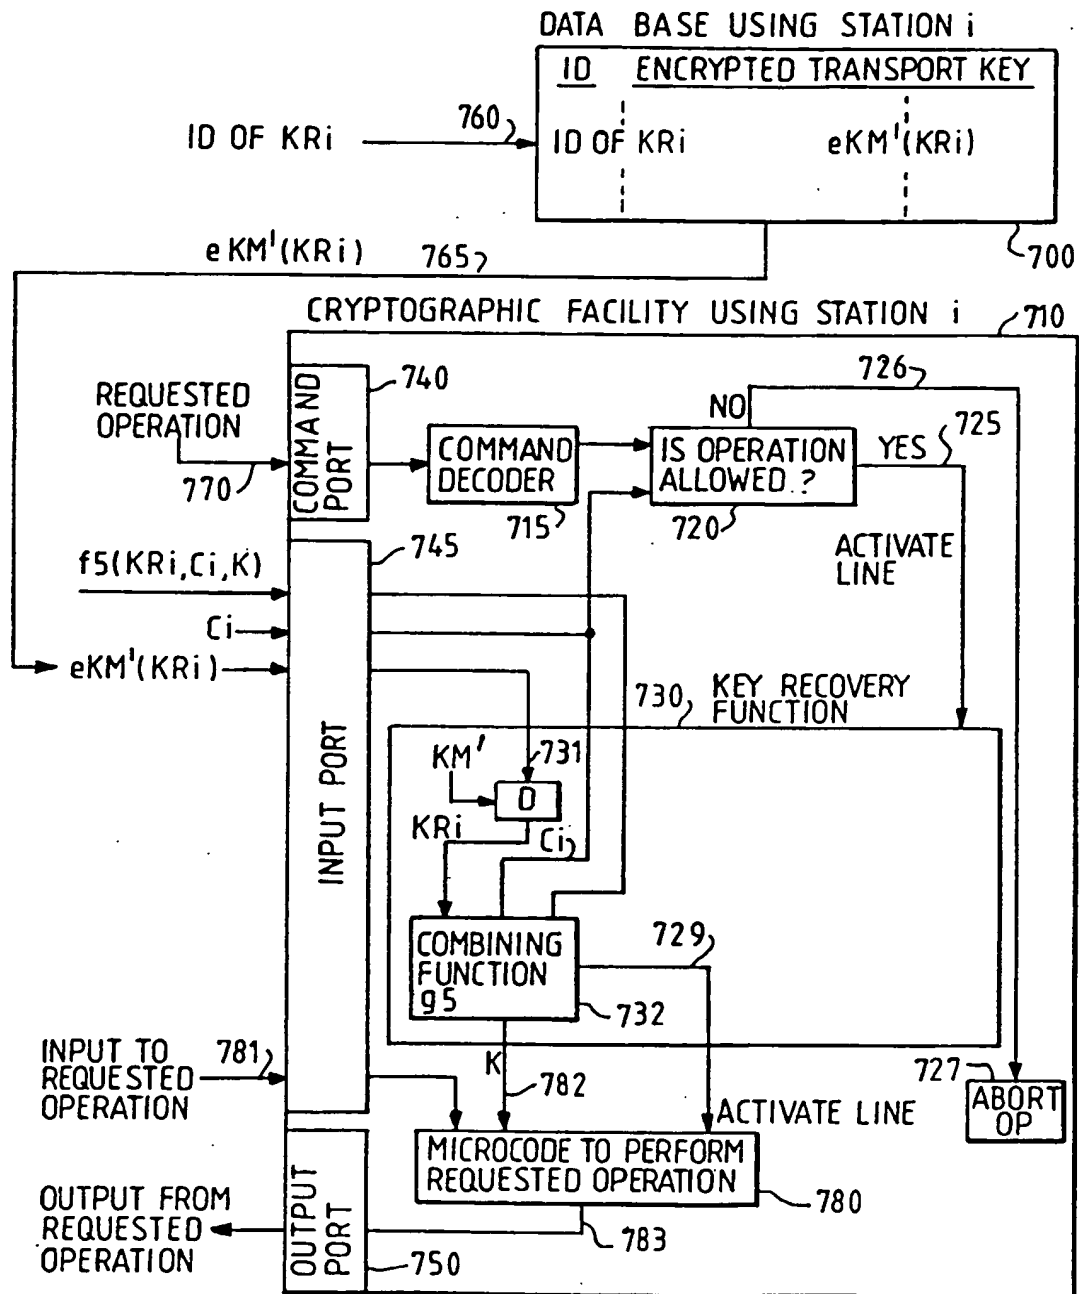 DATA BASE USING STATION i
ID ENCRYPTED TRANSPORT KEY
ID OF KRi
760
ID OF KRi eKM'(KRi)
eKM'(KRi)
765
700
CRYPTOGRAPHIC FACILITY USING STATION i
710
REQUESTED
OPERATION
770
COMMAND
PORT
740
COMMAND
DECODER
715
IS OPERATION
ALLOWED ?
720
NO
726
YES
725
ACTIVATE
LINE
745
f5(KRi,Ci,K)
Ci
eKM'(KRi)
INPUT PORT
730
KEY RECOVERY
FUNCTION
KM'
731
D
KRi
Ci
COMBINING
FUNCTION
g5
732
729
INPUT TO
REQUESTED
OPERATION
781
K
782
ACTIVATE LINE
727
ABORT
OP
MICROCODE TO PERFORM
REQUESTED OPERATION
780
783
OUTPUT FROM
REQUESTED
OPERATION
OUTPUT
PORT
750